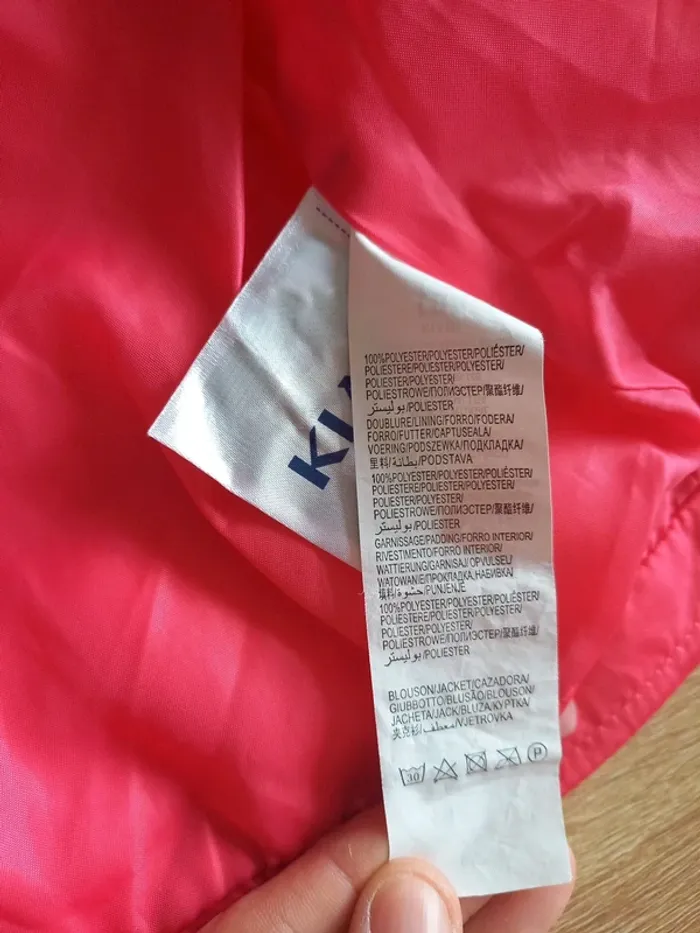 KI
100%POLYESTER/POLYESTER/POLIÉSTER/
POLIESTERE/POLIESTER/POLYESTER/
POLIESTER/POLYESTER/
POLIESTROWE/ПОЛИЭСТЕР/聚酯纤维/
بوليستر/POLIESTER
DOUBLURE/LINING/FORRO/FODERA/
FORRO/FUTTER/CAPTUSEALA/
VOERING/PODSZEWKA/ПОДКЛАДКА/
里料/بطانة/PODSTAVA
100%POLYESTER/POLYESTER/POLIÉSTER/
POLIESTERE/POLIESTER/POLYESTER/
POLIESTER/POLYESTER/
POLIESTROWE/ПОЛИЭСТЕР/聚酯纤维/
بوليستر/POLIESTER
GARNISSAGE/PADDING/FORRO INTERIOR/
RIVESTIMENTO/FORRO INTERIOR/
WATTIERUNG/GARNISAJ/OPVULSEL/
WATOWANIE/ПРОКЛАДКА, НАБИВКА/
填料/حشوة/PUNJENJE
100%POLYESTER/POLYESTER/POLIÉSTER/
POLIESTERE/POLIESTER/POLYESTER/
POLIESTER/POLYESTER/
POLIESTROWE/ПОЛИЭСТЕР/聚酯纤维/
بوليستر/POLIESTER
BLOUSON/JACKET/CAZADORA/
GIUBBOTTO/BLUSÃO/BLOUSON/
JACHETA/JACK/BLUZA/КУРТКА/
夹克衫/معطف/VJETROVKA
30 P